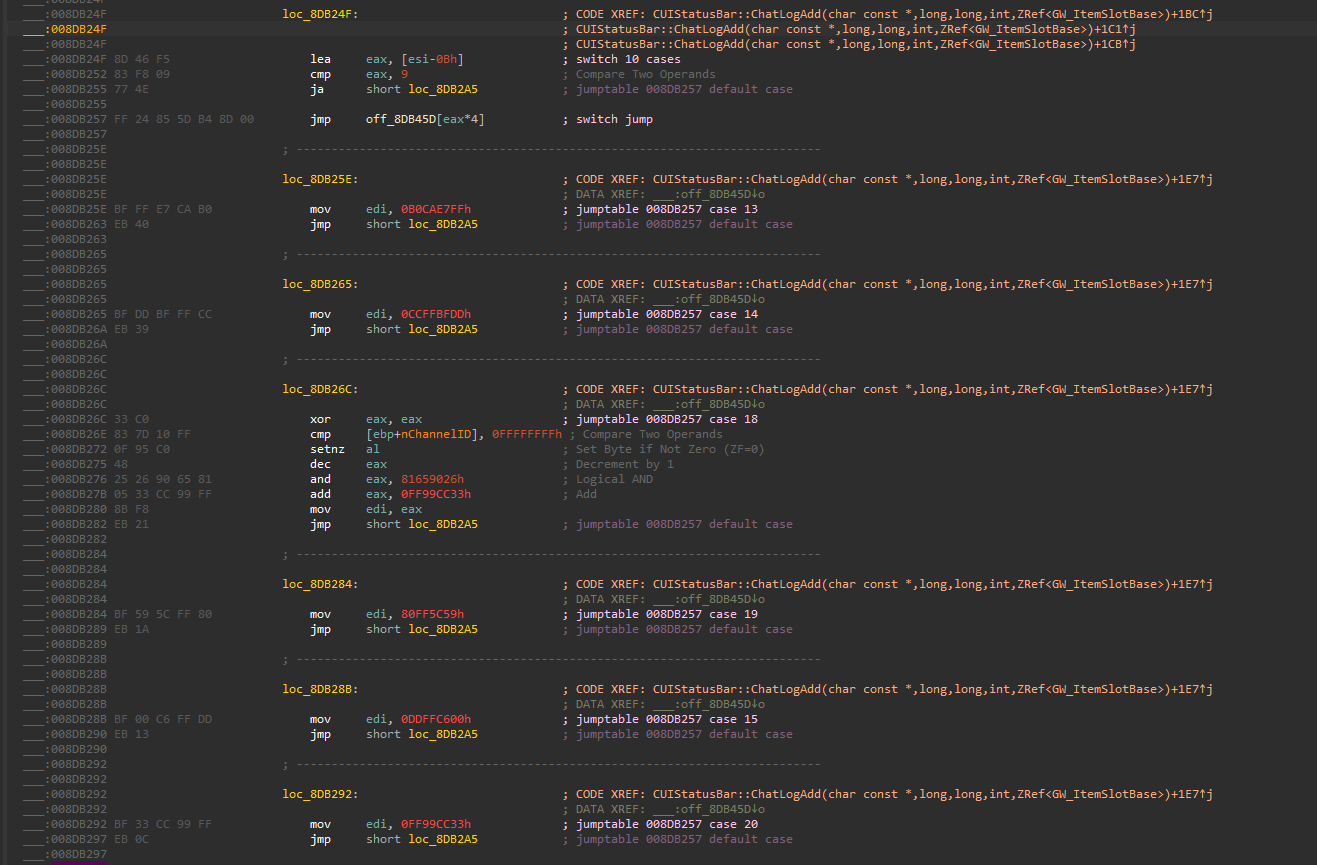 ___:008DB24F
___:008DB24F loc_8DB24F: ; CODE XREF: CUIStatusBar::ChatLogAdd(char const *,long,long,int,ZRef<GW_ItemSlotBase>)+1BC↑j
___:008DB24F ; CUIStatusBar::ChatLogAdd(char const *,long,long,int,ZRef<GW_ItemSlotBase>)+1C1↑j
___:008DB24F ; CUIStatusBar::ChatLogAdd(char const *,long,long,int,ZRef<GW_ItemSlotBase>)+1CB↑j
___:008DB24F 8D 46 F5 lea eax, [esi-0Bh] ; switch 10 cases
___:008DB252 83 F8 09 cmp eax, 9 ; Compare Two Operands
___:008DB255 77 4E ja short loc_8DB2A5 ; jumptable 008DB257 default case
___:008DB255
___:008DB257 FF 24 85 5D B4 8D 00 jmp off_8DB45D[eax*4] ; switch jump
___:008DB257
___:008DB25E ; ---------------------------------------------------------------------------
___:008DB25E
___:008DB25E loc_8DB25E: ; CODE XREF: CUIStatusBar::ChatLogAdd(char const *,long,long,int,ZRef<GW_ItemSlotBase>)+1E7↑j
___:008DB25E ; DATA XREF: ___:off_8DB45D↓o
___:008DB25E BF FF E7 CA B0 mov edi, 0B0CAE7FFh ; jumptable 008DB257 case 13
___:008DB263 EB 40 jmp short loc_8DB2A5 ; jumptable 008DB257 default case
___:008DB263
___:008DB265 ; ---------------------------------------------------------------------------
___:008DB265
___:008DB265 loc_8DB265: ; CODE XREF: CUIStatusBar::ChatLogAdd(char const *,long,long,int,ZRef<GW_ItemSlotBase>)+1E7↑j
___:008DB265 ; DATA XREF: ___:off_8DB45D↓o
___:008DB265 BF DD BF FF CC mov edi, 0CCFFBFDDh ; jumptable 008DB257 case 14
___:008DB26A EB 39 jmp short loc_8DB2A5 ; jumptable 008DB257 default case
___:008DB26A
___:008DB26C ; ---------------------------------------------------------------------------
___:008DB26C
___:008DB26C loc_8DB26C: ; CODE XREF: CUIStatusBar::ChatLogAdd(char const *,long,long,int,ZRef<GW_ItemSlotBase>)+1E7↑j
___:008DB26C ; DATA XREF: ___:off_8DB45D↓o
___:008DB26C 33 C0 xor eax, eax ; jumptable 008DB257 case 18
___:008DB26E 83 7D 10 FF cmp [ebp+nChannelID], 0FFFFFFFFh ; Compare Two Operands
___:008DB272 0F 95 C0 setnz al ; Set Byte if Not Zero (ZF=0)
___:008DB275 48 dec eax ; Decrement by 1
___:008DB276 25 26 90 65 81 and eax, 81659026h ; Logical AND
___:008DB27B 05 33 CC 99 FF add eax, 0FF99CC33h ; Add
___:008DB280 8B F8 mov edi, eax
___:008DB282 EB 21 jmp short loc_8DB2A5 ; jumptable 008DB257 default case
___:008DB282
___:008DB284 ; ---------------------------------------------------------------------------
___:008DB284
___:008DB284 loc_8DB284: ; CODE XREF: CUIStatusBar::ChatLogAdd(char const *,long,long,int,ZRef<GW_ItemSlotBase>)+1E7↑j
___:008DB284 ; DATA XREF: ___:off_8DB45D↓o
___:008DB284 BF 59 5C FF 80 mov edi, 80FF5C59h ; jumptable 008DB257 case 19
___:008DB289 EB 1A jmp short loc_8DB2A5 ; jumptable 008DB257 default case
___:008DB289
___:008DB28B ; ---------------------------------------------------------------------------
___:008DB28B
___:008DB28B loc_8DB28B: ; CODE XREF: CUIStatusBar::ChatLogAdd(char const *,long,long,int,ZRef<GW_ItemSlotBase>)+1E7↑j
___:008DB28B ; DATA XREF: ___:off_8DB45D↓o
___:008DB28B BF 00 C6 FF DD mov edi, 0DDFFC600h ; jumptable 008DB257 case 15
___:008DB290 EB 13 jmp short loc_8DB2A5 ; jumptable 008DB257 default case
___:008DB290
___:008DB292 ; ---------------------------------------------------------------------------
___:008DB292
___:008DB292 loc_8DB292: ; CODE XREF: CUIStatusBar::ChatLogAdd(char const *,long,long,int,ZRef<GW_ItemSlotBase>)+1E7↑j
___:008DB292 ; DATA XREF: ___:off_8DB45D↓o
___:008DB292 BF 33 CC 99 FF mov edi, 0FF99CC33h ; jumptable 008DB257 case 20
___:008DB297 EB 0C jmp short loc_8DB2A5 ; jumptable 008DB257 default case
___:008DB297